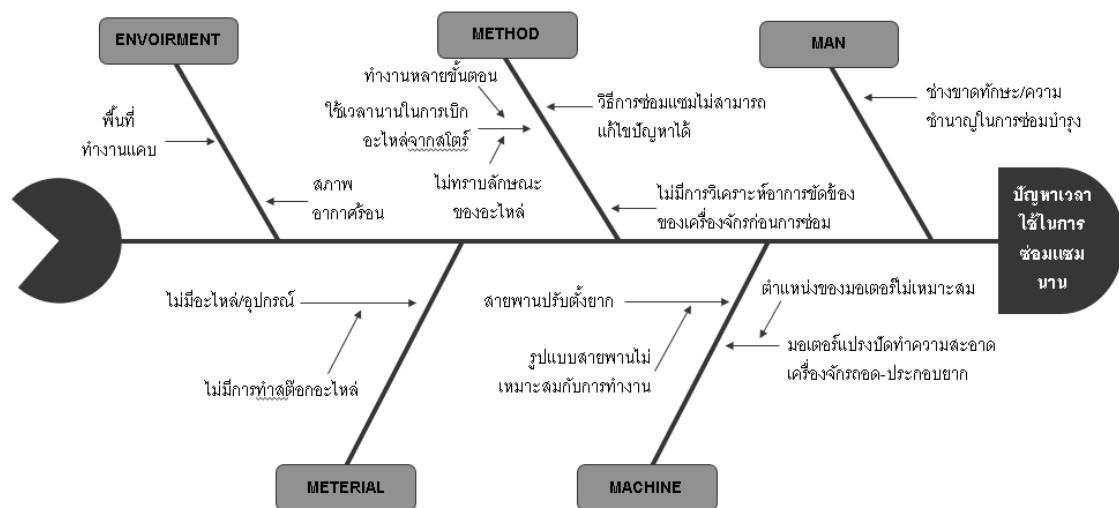 ENVOIRMENT
METHOD
MAN
ทำงานหลายขั้นตอน
ใช้เวลานานในการเบิก
อะไหล่จากสโตร์
ไม่ทราบลักษณะ
ของอะไหล่
วิธีการซ่อมแซมไม่สามารถ
แก้ไขปัญหาได้
ไม่มีการวิเคราะห์อาการขัดข้อง
ของเครื่องจักรก่อนการซ่อม
ช่างขาดทักษะ/ความ
ชำนาญในการซ่อมบำรุง
พื้นที่
ทำงานแคบ
สภาพ
อากาศร้อน
ปัญหาเวลา
ใช้ในการ
ซ่อมแซม
นาน
ไม่มีอะไหล่/อุปกรณ์
ไม่มีการทำสต๊อกอะไหล่
สายพานปรับตั้งยาก
รูปแบบสายพานไม่
เหมาะสมกับการทำงาน
ตำแหน่งของมอเตอร์ไม่เหมาะสม
มอเตอร์แปรงปัดทำความสะอาด
เครื่องจักรถอด-ประกอบยาก
METERIAL
MACHINE